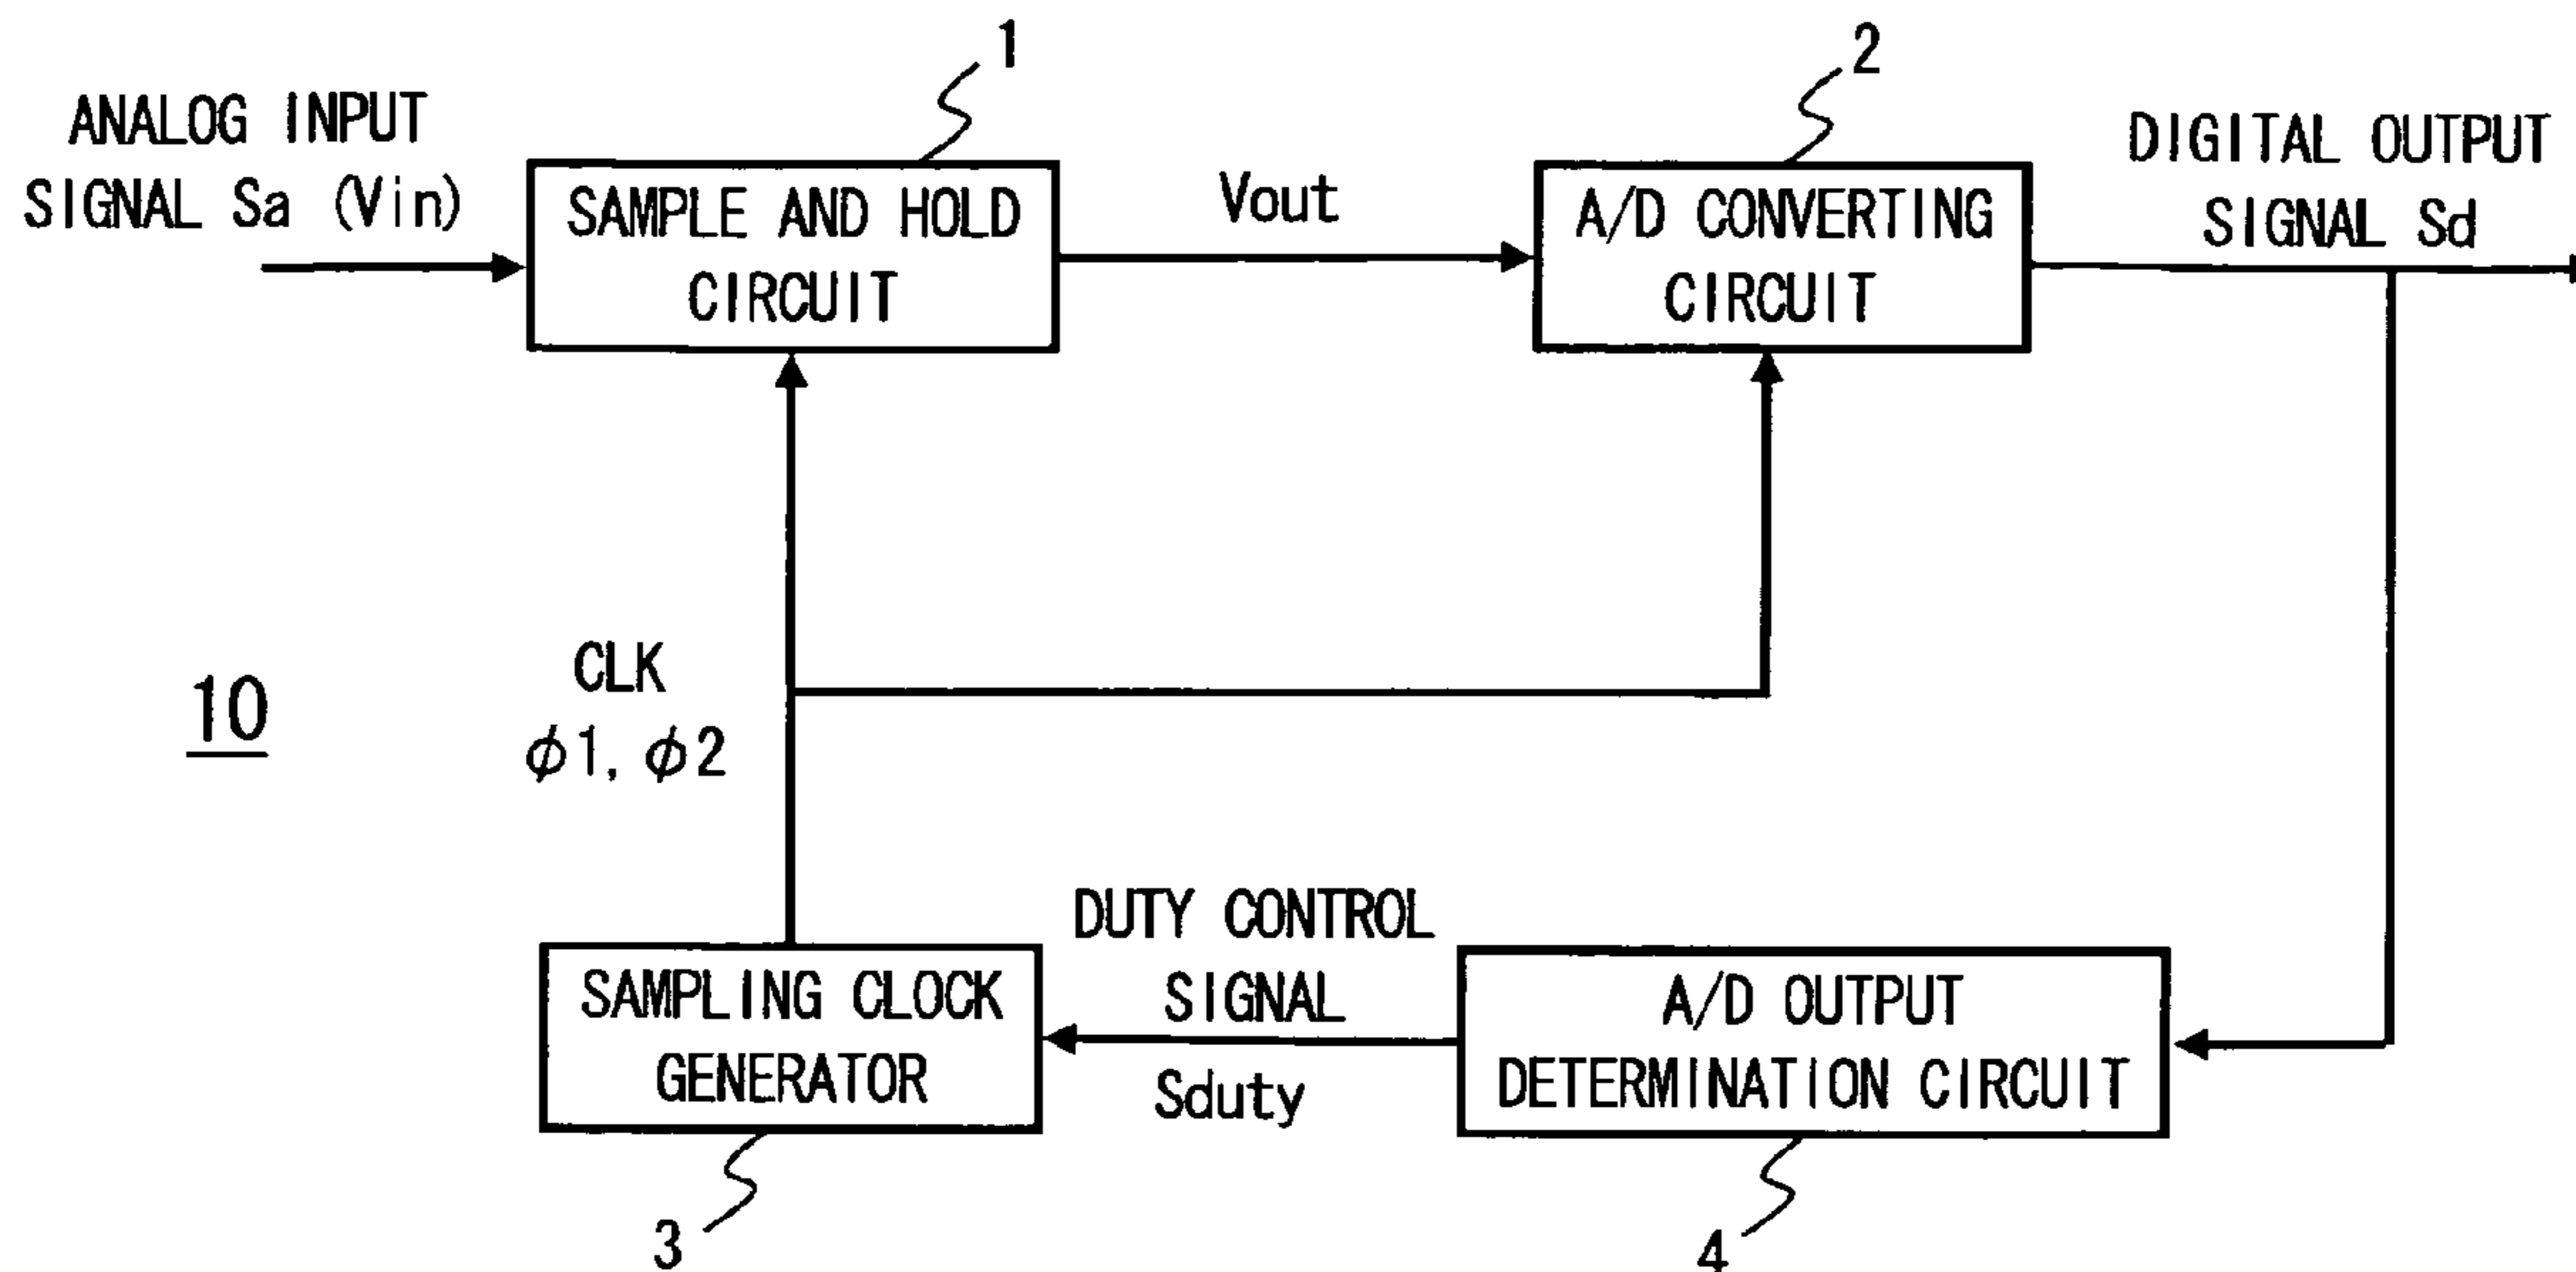 1
2
ANALOG INPUT
SIGNAL Sa (Vin)
SAMPLE AND HOLD
CIRCUIT
Vout
A/D CONVERTING
CIRCUIT
DIGITAL OUTPUT
SIGNAL Sd
10
CLK
φ1, φ2
SAMPLING CLOCK
GENERATOR
DUTY CONTROL
SIGNAL
Sduty
A/D OUTPUT
DETERMINATION CIRCUIT
3
4